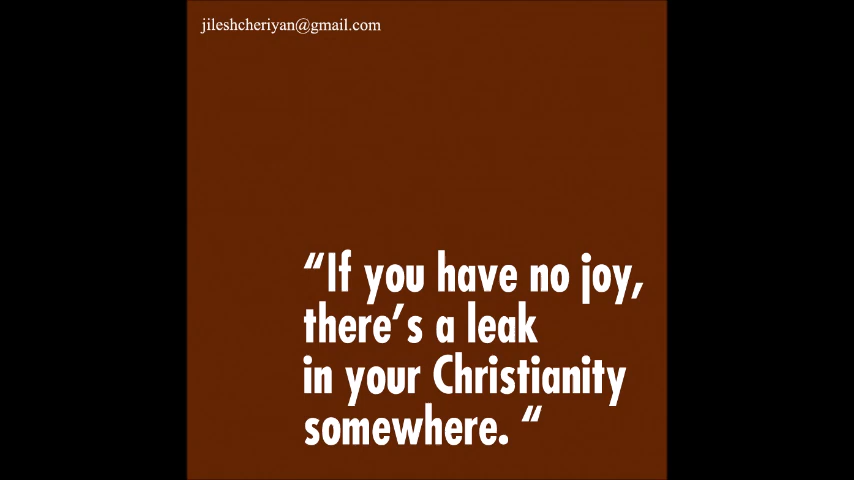 jileshcheriyan@gmail.com
“If you have no joy,
there’s a leak
in your Christianity
somewhere. “